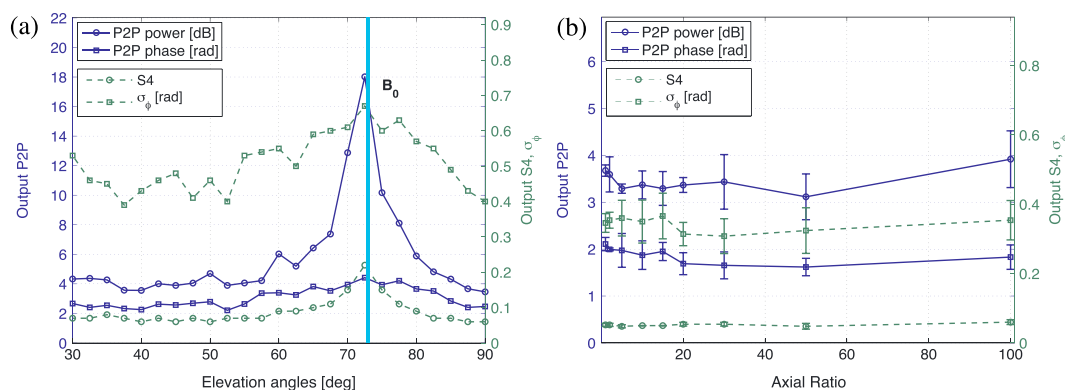 (a)
P2P power [dB]
P2P phase [rad]
S4
σϕ [rad]
B0
22
20
18
16
14
12
10
8
6
4
2
0
Output P2P
0.9
0.8
0.7
0.6
0.5
0.4
0.3
0.2
0.1
0
Output S4, σϕ
30 40 50 60 70 80 90
Elevation angles [deg]
(b)
P2P power [dB]
P2P phase [rad]
S4
σϕ [rad]
6
5
4
3
2
1
0
Output P2P
0.8
0.6
0.4
0.2
0
Output S4, σϕ
0 20 40 60 80 100
Axial Ratio